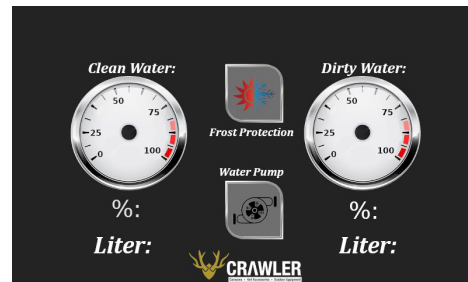 Clean Water:
Dirty Water:
50
75
25
0
100
50
75
25
0
100
Frost Protection
Water Pump
%:
%:
Liter:
Liter:
CRAWLER